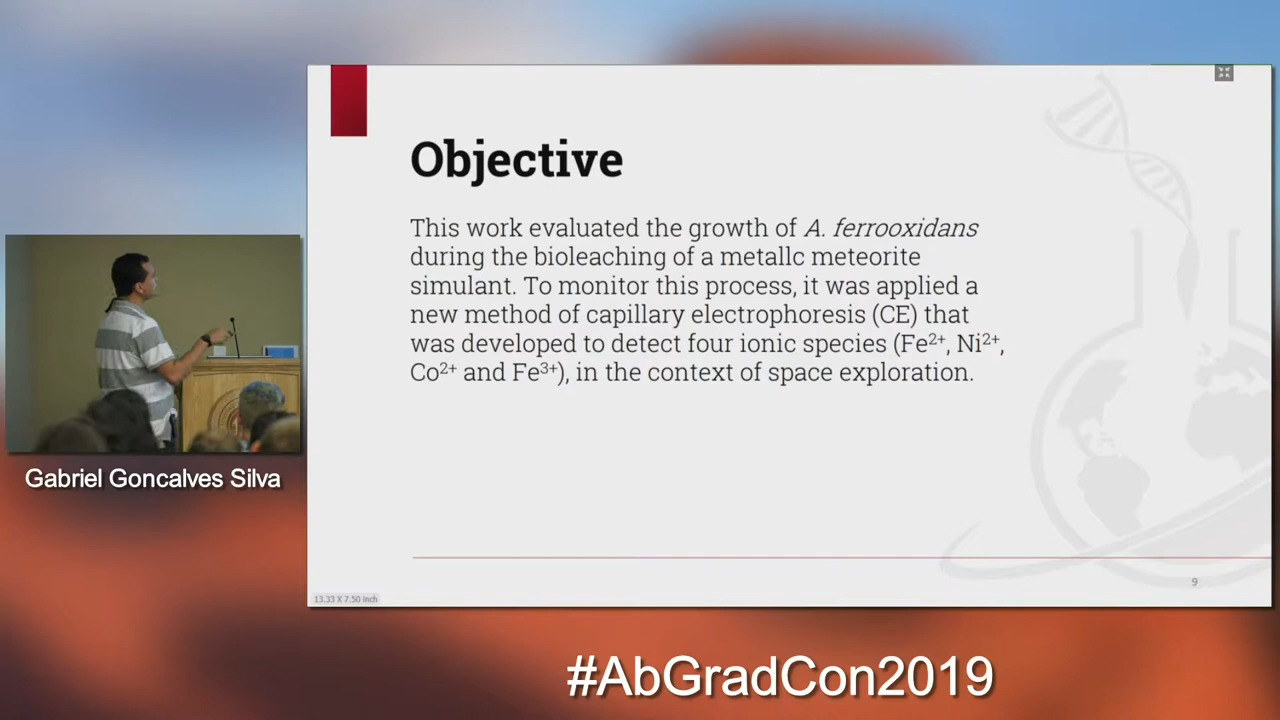 Objective
This work evaluated the growth of A. ferrooxidans
during the bioleaching of a metallc meteorite
simulant. To monitor this process, it was applied a
new method of capillary electrophoresis (CE) that
was developed to detect four ionic species (Fe²⁺, Ni²⁺,
Co²⁺ and Fe³⁺), in the context of space exploration.
9
13.33 X 7.50 inch
Gabriel Goncalves Silva
#AbGradCon2019